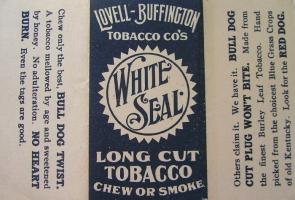 Chew only the best, BULL DOG TWIST.
A tobacco mellowed by age and sweetened
by honey. No adulteration. NO HEART
BURN. Even the tags are good.
LOVELL-BUFFINGTON
TOBACCO CO'S
WHITE
SEAL
LONG CUT
TOBACCO
CHEW OR SMOKE
Others claim it. We have it. BULL DOG
CUT PLUG WON'T BITE. Made from
the finest Burley Leaf Tobacco. Hand
picked from the choicest Blue Grass Crops
of old Kentucky. Look for the RED DOG.